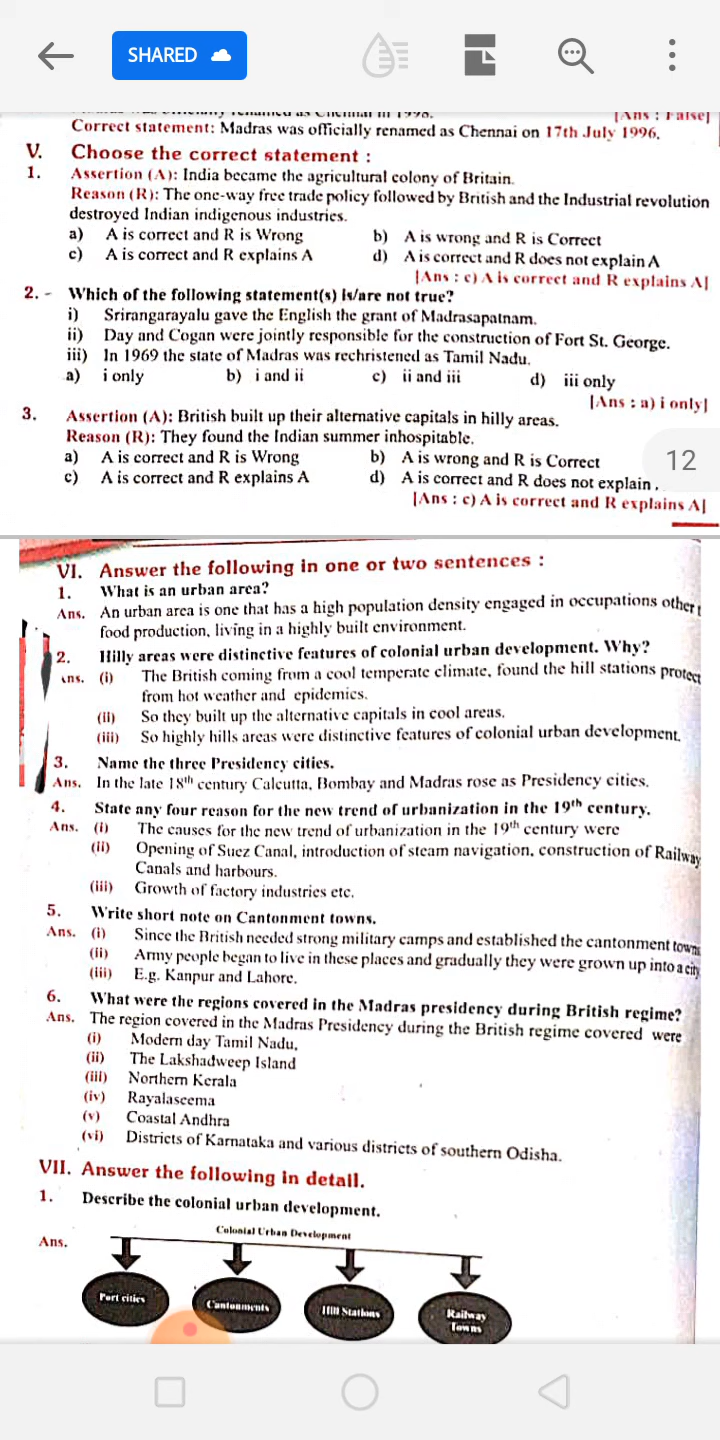 SHARED
Correct statement: Madras was officially renamed as Chennai on 17th July 1996.
[Ans : False]
V. Choose the correct statement :
1. Assertion (A): India became the agricultural colony of Britain.
Reason (R): The one-way free trade policy followed by British and the Industrial revolution
destroyed Indian indigenous industries.
a) A is correct and R is Wrong b) A is wrong and R is Correct
c) A is correct and R explains A d) A is correct and R does not explain A
[Ans : c) A is correct and R explains A]
2. - Which of the following statement(s) is/are not true?
i) Srirangarayalu gave the English the grant of Madrasapatnam.
ii) Day and Cogan were jointly responsible for the construction of Fort St. George.
iii) In 1969 the state of Madras was rechristened as Tamil Nadu.
a) i only b) i and ii c) ii and iii d) iii only
[Ans : a) i only]
3. Assertion (A): British built up their alternative capitals in hilly areas.
Reason (R): They found the Indian summer inhospitable.
a) A is correct and R is Wrong b) A is wrong and R is Correct
12
c) A is correct and R explains A d) A is correct and R does not explain .
[Ans : c) A is correct and R explains A]
VI. Answer the following in one or two sentences :
1. What is an urban area?
Ans. An urban area is one that has a high population density engaged in occupations other t
food production, living in a highly built environment.
2. Hilly areas were distinctive features of colonial urban development. Why?
Ans. (i) The British coming from a cool temperate climate, found the hill stations protect
from hot weather and epidemics.
(ii) So they built up the alternative capitals in cool areas.
(iii) So highly hills areas were distinctive features of colonial urban development.
3. Name the three Presidency cities.
Ans. In the late 18th century Calcutta, Bombay and Madras rose as Presidency cities.
4. State any four reason for the new trend of urbanization in the 19th century.
Ans. (i) The causes for the new trend of urbanization in the 19th century were
(ii) Opening of Suez Canal, introduction of steam navigation, construction of Railway
Canals and harbours.
(iii) Growth of factory industries etc.
5. Write short note on Cantonment towns.
Ans. (i) Since the British needed strong military camps and established the cantonment towns
(ii) Army people began to live in these places and gradually they were grown up into a city
(iii) E.g. Kanpur and Lahore.
6. What were the regions covered in the Madras presidency during British regime?
Ans. The region covered in the Madras Presidency during the British regime covered were
(i) Modern day Tamil Nadu,
(ii) The Lakshadweep Island
(iii) Northern Kerala
(iv) Rayalaseema
(v) Coastal Andhra
(vi) Districts of Karnataka and various districts of southern Odisha.
VII. Answer the following in detail.
1. Describe the colonial urban development.
Ans. Colonial Urban Development
Port cities Cantonments Hill Stations Railway
Towns